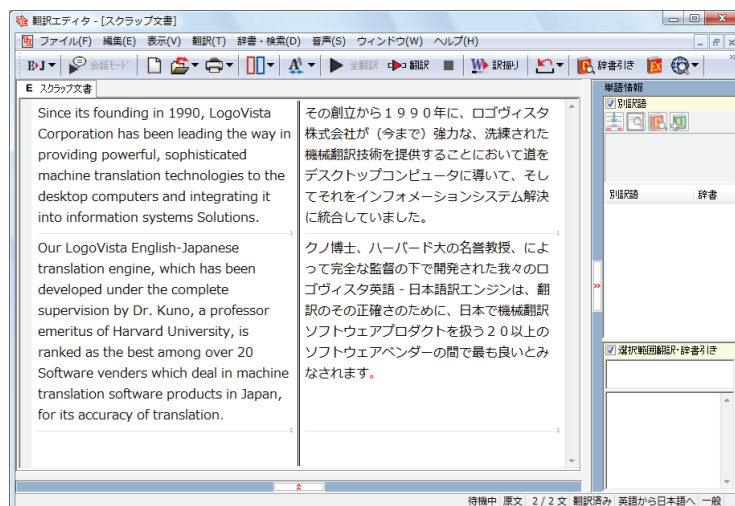 翻訳エディタ - [スクラップ文書]
ファイル(F) 編集(E) 表示(V) 翻訳(T) 辞書・検索(D) 音声(S) ウィンドウ(W) ヘルプ(H)
E›J 会話モード 全翻訳 翻訳 訳振り 辞書引き
E スクラップ文書
Since its founding in 1990, LogoVista
Corporation has been leading the way in
providing powerful, sophisticated
machine translation technologies to the
desktop computers and integrating it
into information systems Solutions.
1
Our LogoVista English-Japanese
translation engine, which has been
developed under the complete
supervision by Dr. Kuno, a professor
emeritus of Harvard University, is
ranked as the best among over 20
Software venders which deal in machine
translation software products in Japan,
for its accuracy of translation.
2
その創立から１９９０年に、ロゴヴィスタ
株式会社が（今まで）強力な、洗練された
機械翻訳技術を提供することにおいて道を
デスクトップコンピュータに導いて、そし
てそれをインフォメーションシステム解決
に統合していました。
1
クノ博士、ハーバード大の名誉教授、によ
って完全な監督の下で開発された我々のロ
ゴヴィスタ英語 - 日本語訳エンジンは、翻
訳のその正確さのために、日本で機械翻訳
ソフトウェアプロダクトを扱う２０以上の
ソフトウェアベンダーの間で最も良いとみ
なされます。
2
単語情報
別訳語
別訳語 辞書
選択範囲翻訳・辞書引き
待機中 原文 2 / 2 文 翻訳済み 英語から日本語へ 一般